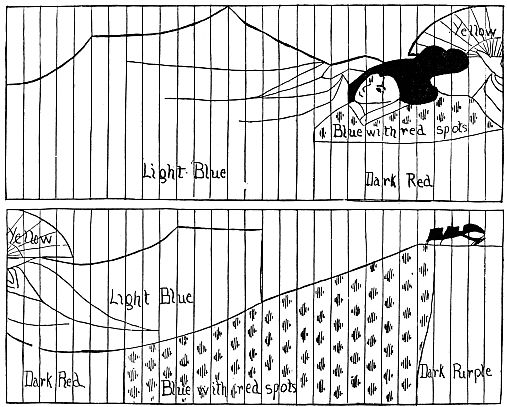 Yellow
Blue with red spots
Light Blue
Dark Red
Yellow
Light Blue
Dark Red
Blue with red spots
Dark Purple